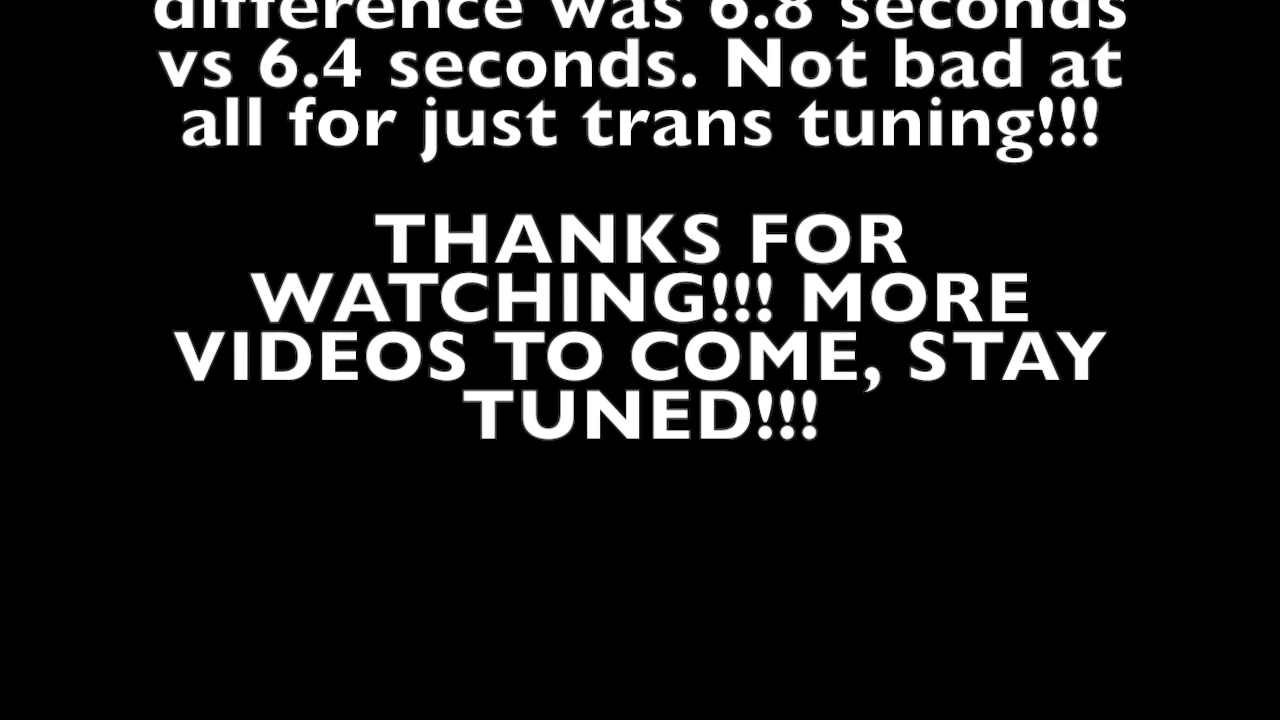 difference was 6.8 seconds
vs 6.4 seconds. Not bad at
all for just trans tuning!!!
THANKS FOR
WATCHING!!! MORE
VIDEOS TO COME, STAY
TUNED!!!